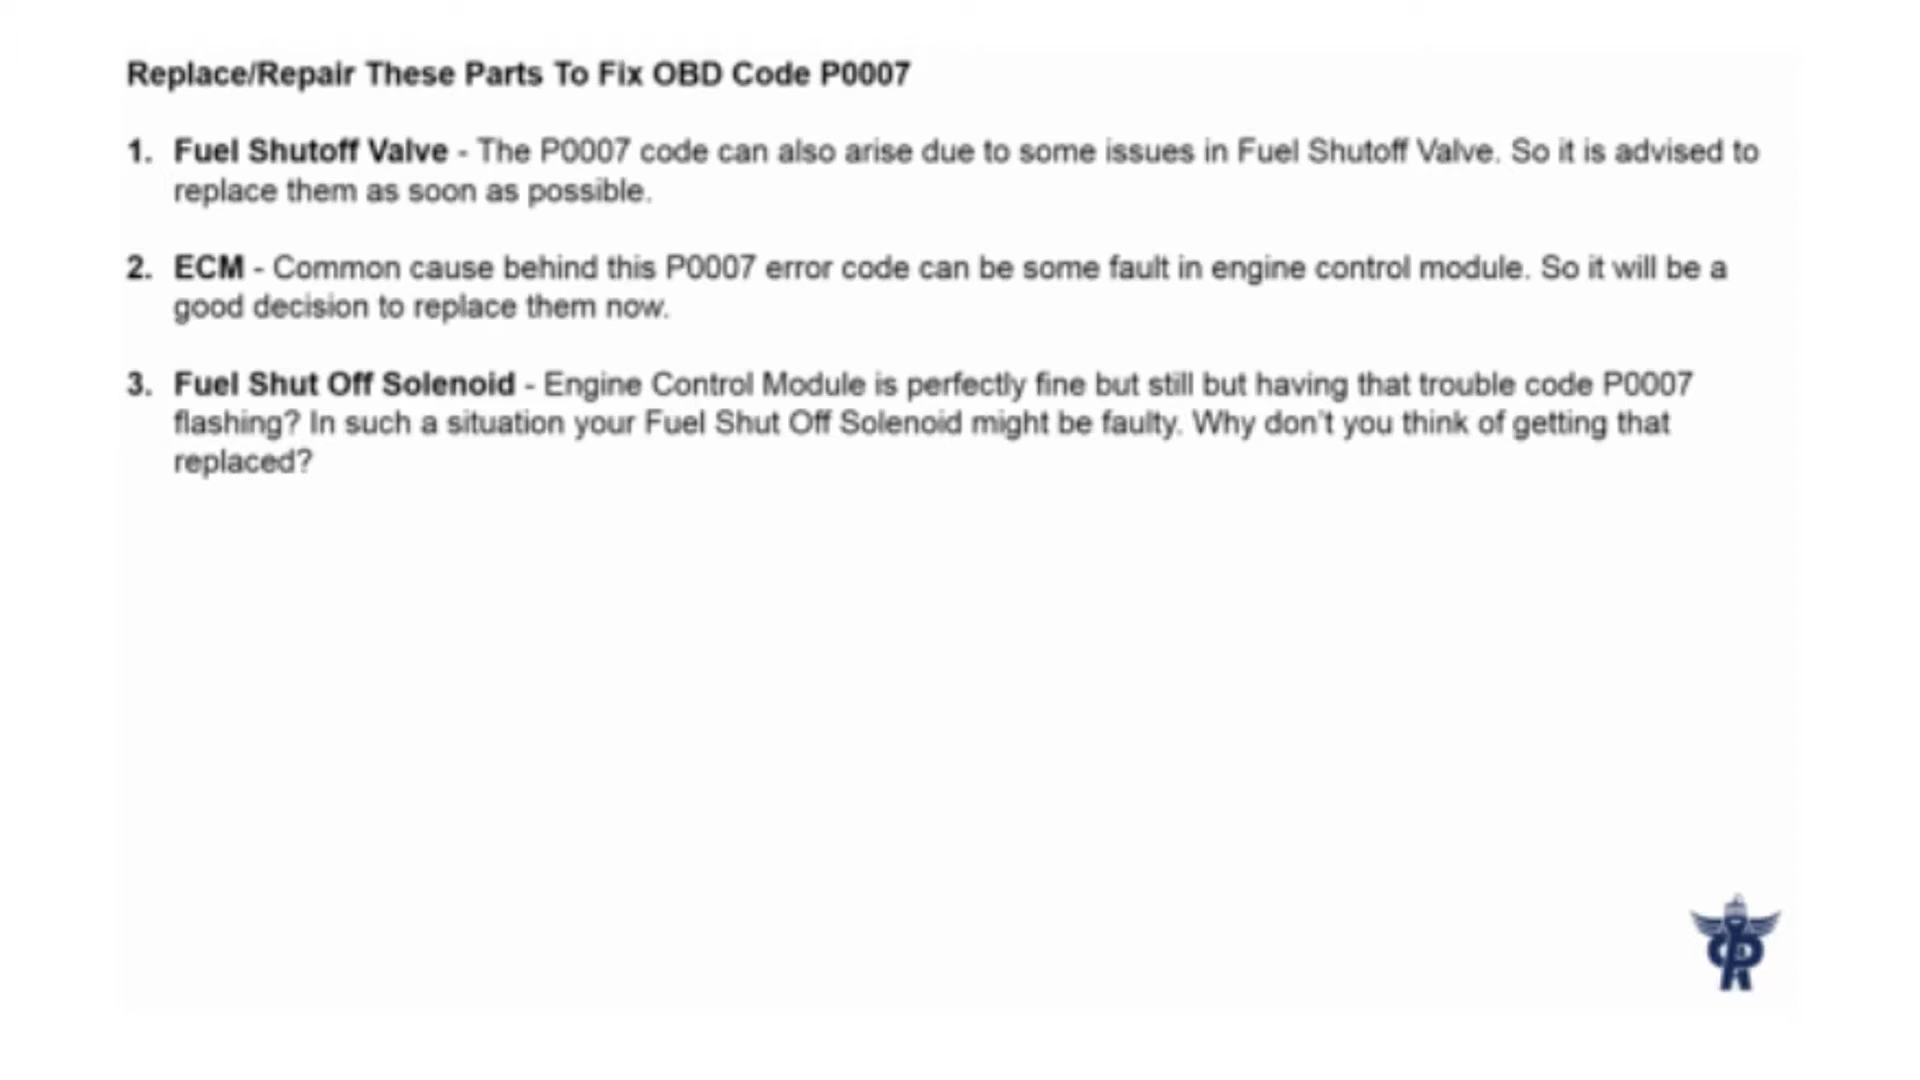 Replace/Repair These Parts To Fix OBD Code P0007
1. Fuel Shutoff Valve - The P0007 code can also arise due to some issues in Fuel Shutoff Valve. So it is advised to
replace them as soon as possible.
2. ECM - Common cause behind this P0007 error code can be some fault in engine control module. So it will be a
good decision to replace them now.
3. Fuel Shut Off Solenoid - Engine Control Module is perfectly fine but still but having that trouble code P0007
flashing? In such a situation your Fuel Shut Off Solenoid might be faulty. Why don't you think of getting that
replaced?